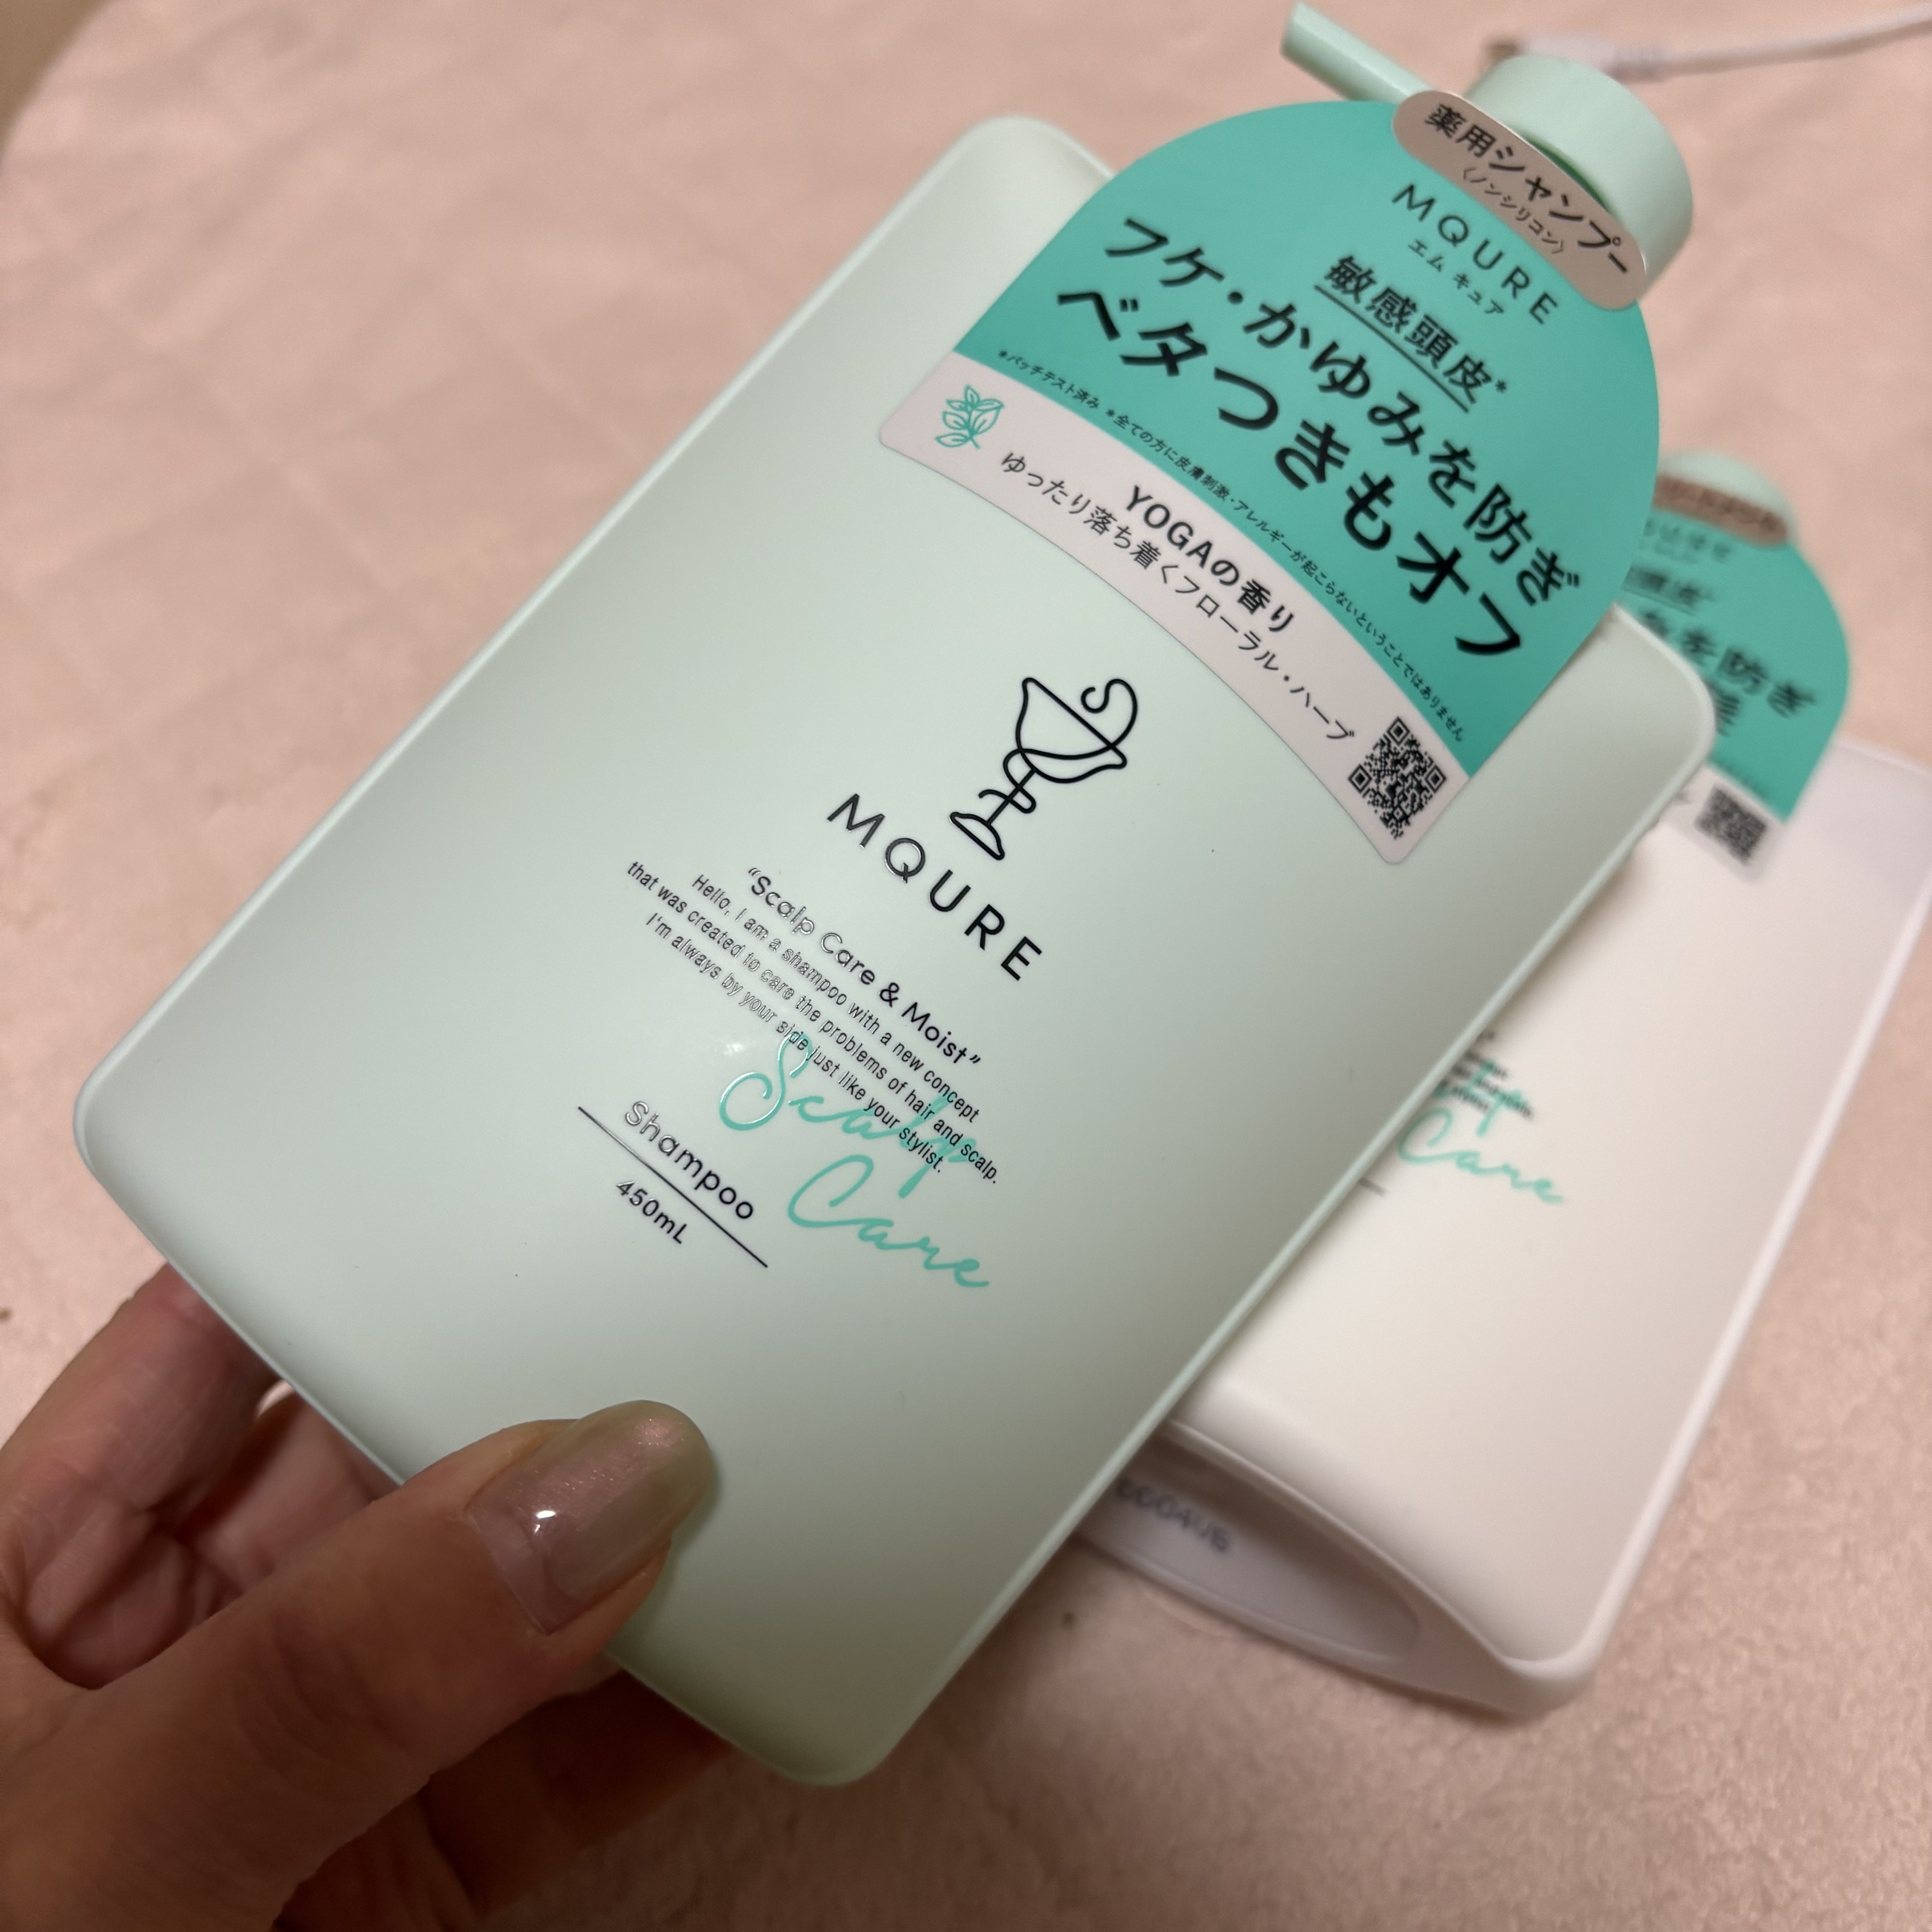 薬用シャンプー
〈ノンシリコン〉
MQURE
エム キュア
敏感頭皮*
フケ・かゆみを防ぎ
ベタつきもオフ
*パッチテスト済み *全ての方に皮膚刺激・アレルギーが起こらないということではありません
YOGAの香り
ゆったり落ち着くフローラル・ハーブ
MQURE
“Scalp Care & Moist”
Hello, I am a shampoo with a new concept
that was created to care the problems of hair and scalp.
I'm always by your side just like your stylist.
Scalp
Care
Shampoo
450mL
を防ぎ
Care